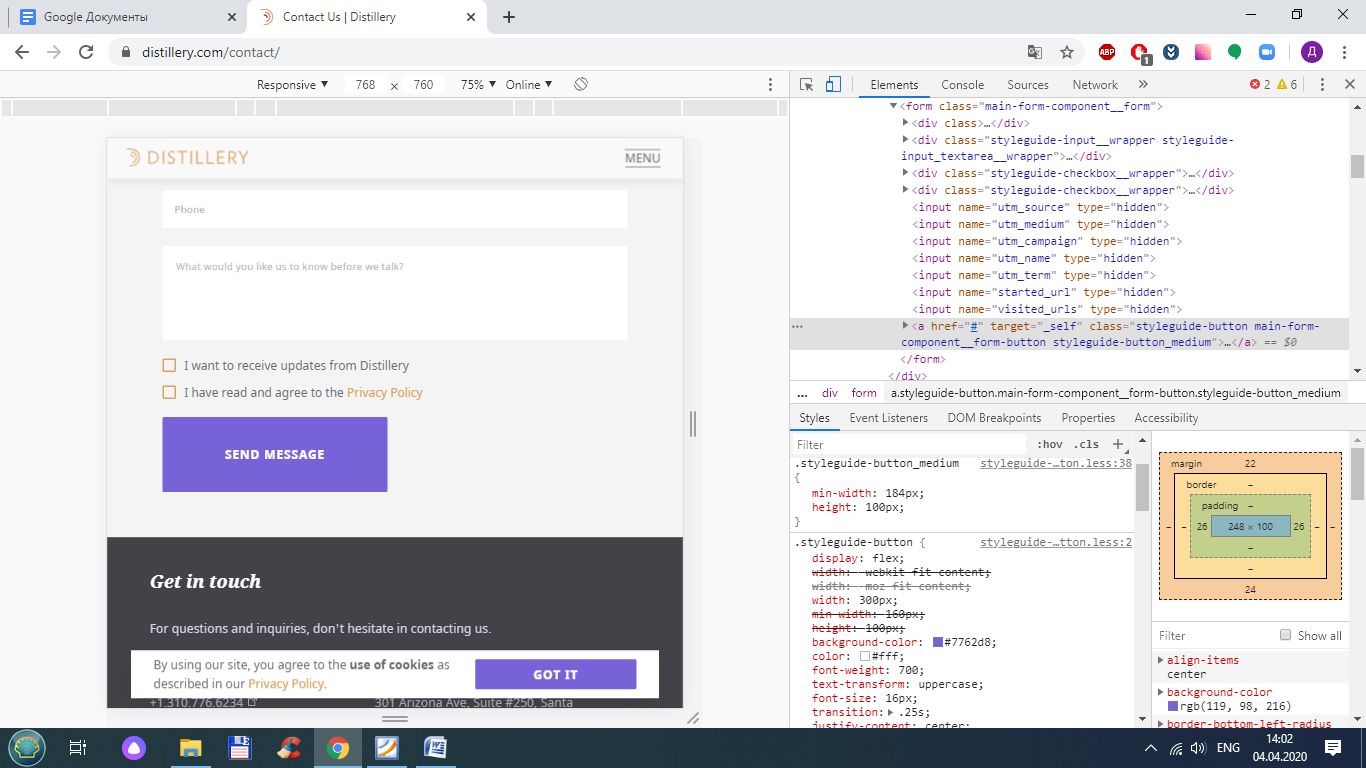 Google Документы
Contact Us | Distillery
distillery.com/contact/
ABP
1
Д
Responsive ▼ 768 x 760 75% ▼ Online ▼
DISTILLERY
MENU
Phone
What would you like us to know before we talk?
I want to receive updates from Distillery
I have read and agree to the Privacy Policy
SEND MESSAGE
Get in touch
For questions and inquiries, don't hesitate in contacting us.
By using our site, you agree to the use of cookies as
described in our Privacy Policy.
GOT IT
+1.310.776.6234
301 Arizona Ave, Suite #250, Santa
Elements Console Sources Network » 2 6
<form class="main-form-component__form">
<div class>…</div>
<div class="styleguide-input__wrapper styleguide-
input_textarea__wrapper">…</div>
<div class="styleguide-checkbox__wrapper">…</div>
<div class="styleguide-checkbox__wrapper">…</div>
<input name="utm_source" type="hidden">
<input name="utm_medium" type="hidden">
<input name="utm_campaign" type="hidden">
<input name="utm_name" type="hidden">
<input name="utm_term" type="hidden">
<input name="started_url" type="hidden">
<input name="visited_urls" type="hidden">
<a href="#" target="_self" class="styleguide-button main-form-
component__form-button styleguide-button_medium">…</a> == $0
</form>
</div>
... div form a.styleguide-button.main-form-component__form-button.styleguide-button_medium
Styles Event Listeners DOM Breakpoints Properties Accessibility
Filter :hov .cls +
.styleguide-button_medium styleguide-…ton.less:38
{
min-width: 184px;
height: 100px;
}
.styleguide-button { styleguide-…tton.less:2
display: flex;
width: -webkit-fit-content;
width: -moz-fit-content;
width: 300px;
min-width: 160px;
height: 100px;
background-color: #7762d8;
color: #fff;
font-weight: 700;
text-transform: uppercase;
font-size: 16px;
transition: .25s;
justify-content: center;
margin 22
border –
padding –
– – 26 248 × 100 26 – –
–
–
24
Filter Show all
align-items
center
background-color
rgb(119, 98, 216)
border-bottom-left-radius
ENG
14:02
04.04.2020